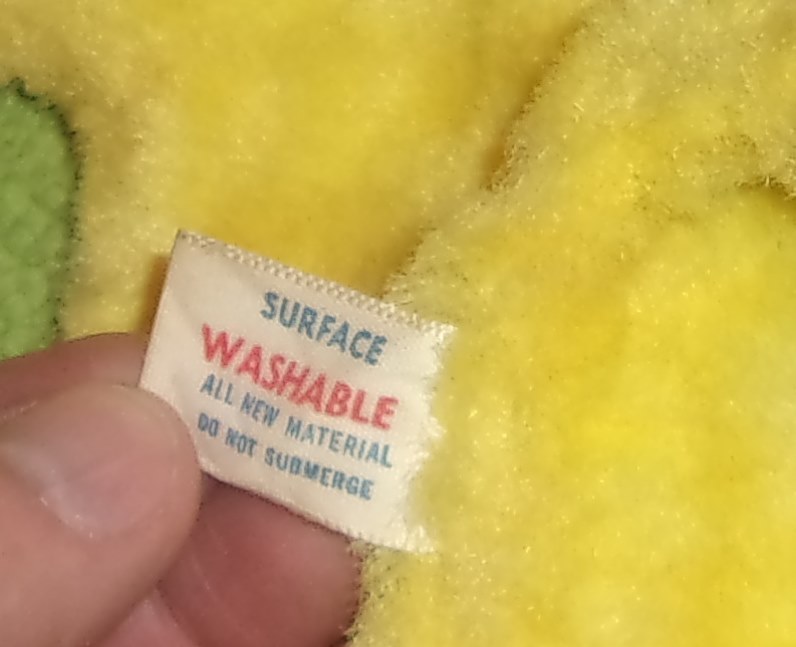 SURFACE
WASHABLE
ALL NEW MATERIAL
DO NOT SUBMERGE